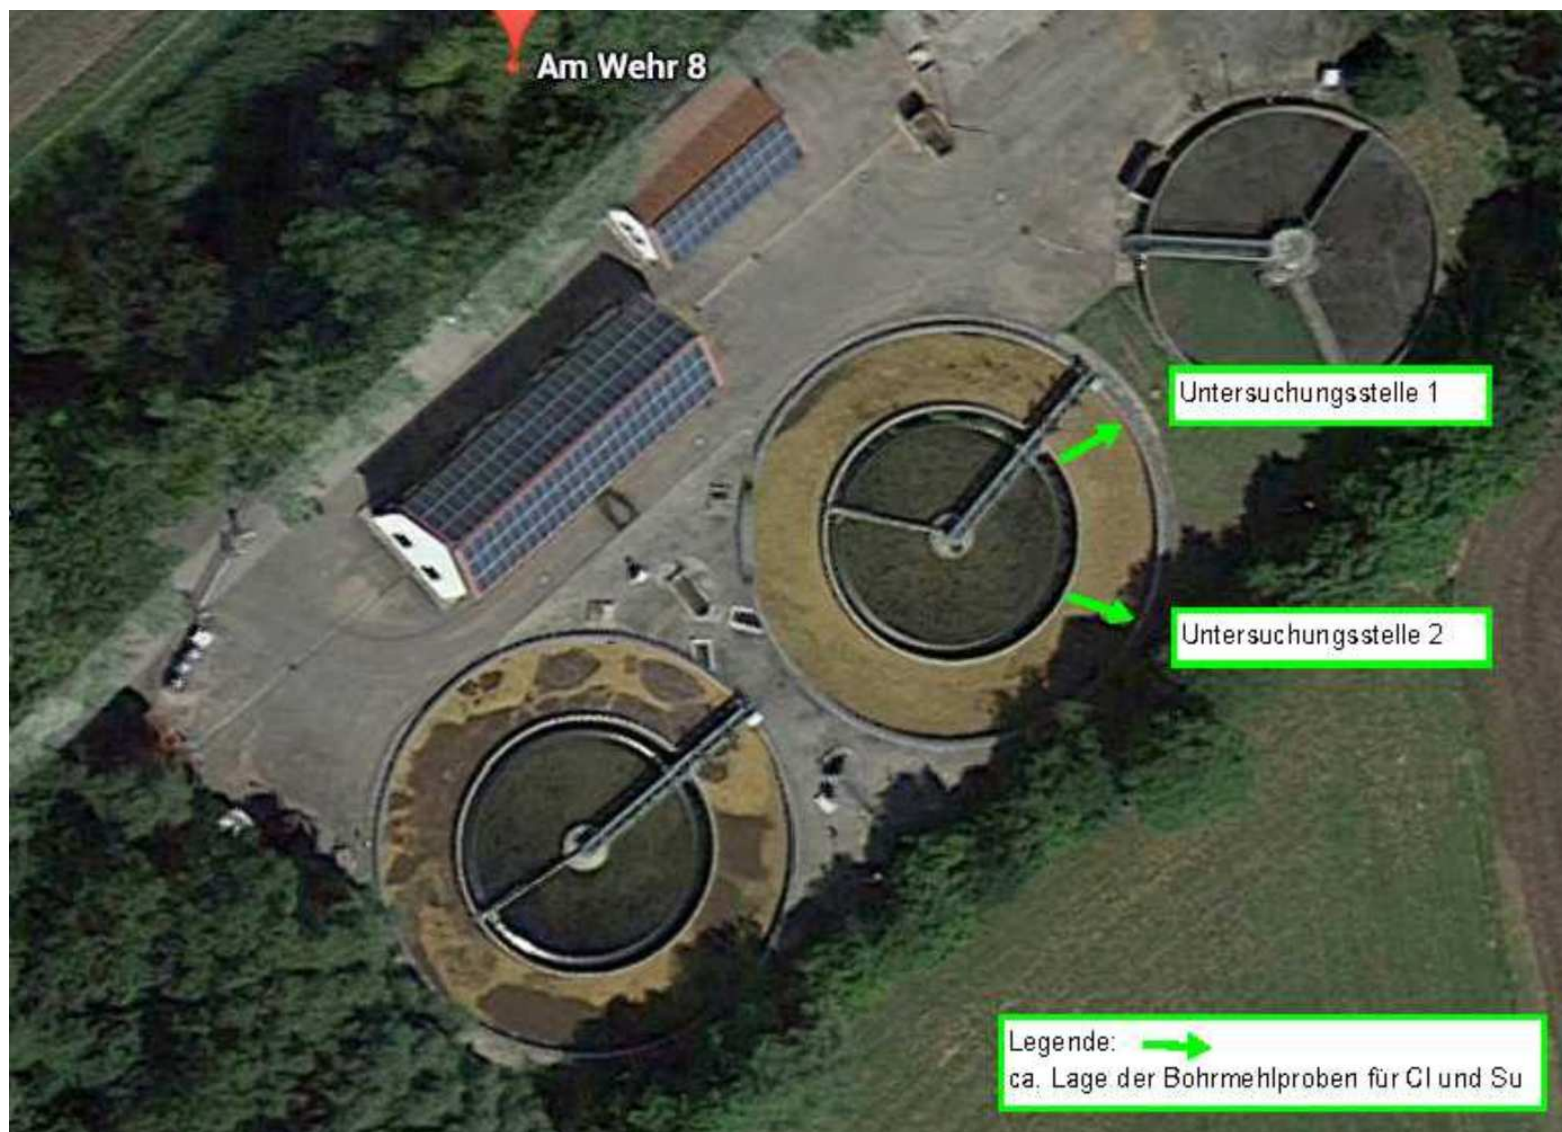 Am Wehr 8
Untersuchungsstelle 1
Untersuchungsstelle 2
Legende:
ca. Lage der Bohrmehlproben für Cl und Su